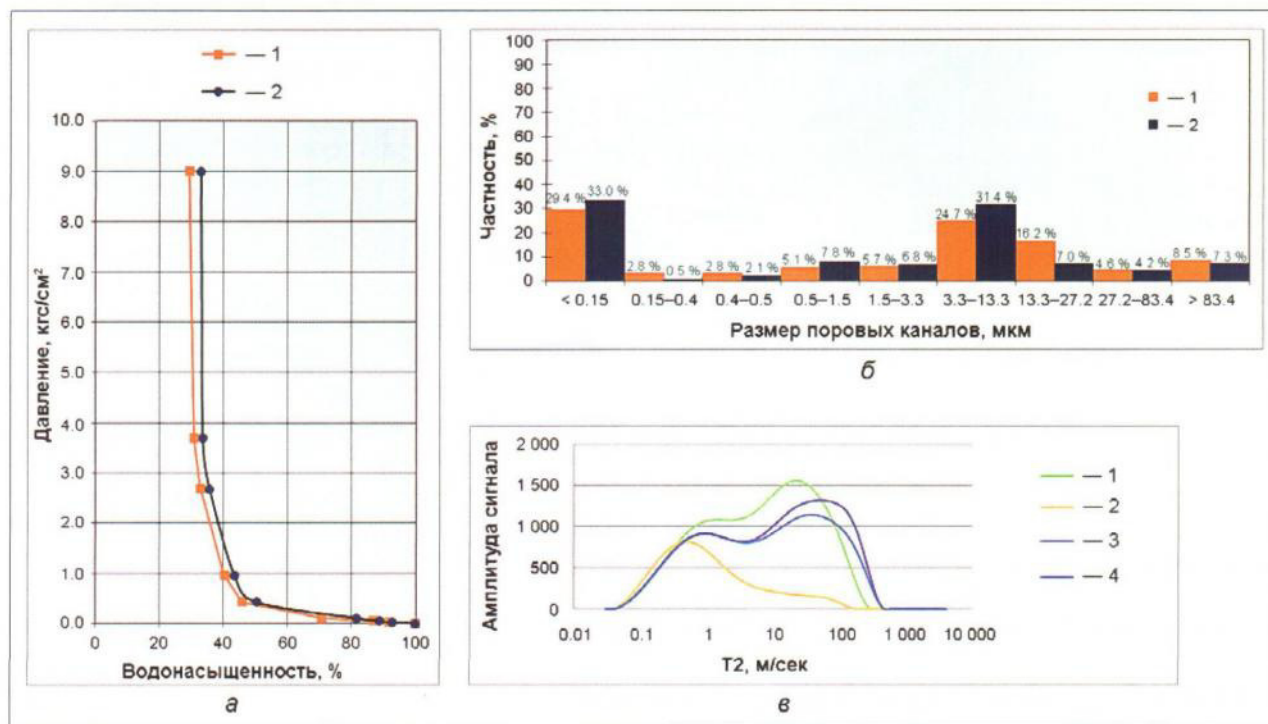 — 1
— 2
10.0
9.0
8.0
7.0
6.0
5.0
4.0
3.0
2.0
1.0
0.0
Давление, кгс/см²
0 20 40 60 80 100
Водонасыщенность, %
а
100
90
80
70
60
50
40
30
20
10
0
Частность, %
— 1
— 2
29.4 % 33.0 % 2.8 % 0.5 % 2.8 % 2.1 % 5.1 % 7.8 % 5.7 % 6.8 % 24.7 % 31.4 % 16.2 % 7.0 % 4.6 % 4.2 % 8.5 % 7.3 %
< 0.15 0.15–0.4 0.4–0.5 0.5–1.5 1.5–3.3 3.3–13.3 13.3–27.2 27.2–83.4 > 83.4
Размер поровых каналов, мкм
б
2 000
1 500
1 000
500
0
Амплитуда сигнала
0.01 0.1 1 10 100 1 000 10 000
Т2, м/сек
— 1
— 2
— 3
— 4
в